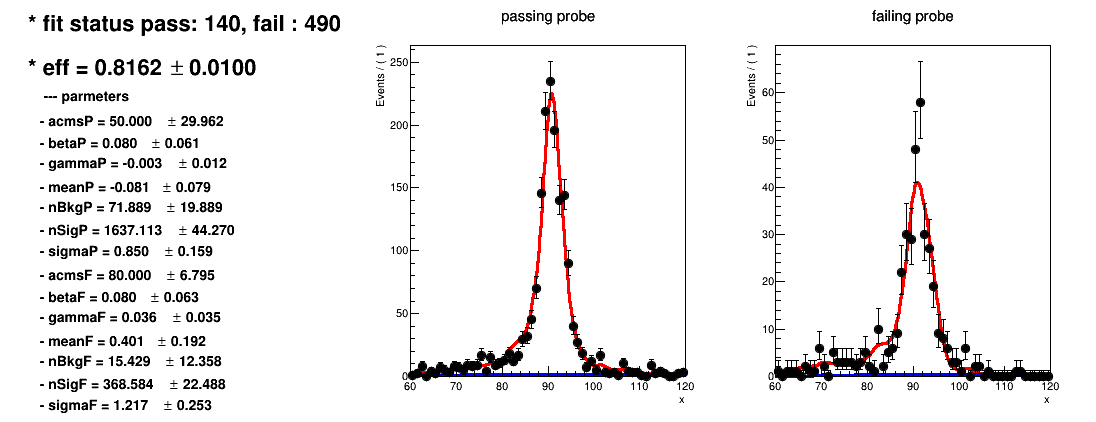 * fit status pass: 140, fail : 490
* eff = 0.8162 ± 0.0100
--- parmeters
- acmsP = 50.000 ± 29.962
- betaP = 0.080 ± 0.061
- gammaP = -0.003 ± 0.012
- meanP = -0.081 ± 0.079
- nBkgP = 71.889 ± 19.889
- nSigP = 1637.113 ± 44.270
- sigmaP = 0.850 ± 0.159
- acmsF = 80.000 ± 6.795
- betaF = 0.080 ± 0.063
- gammaF = 0.036 ± 0.035
- meanF = 0.401 ± 0.192
- nBkgF = 15.429 ± 12.358
- nSigF = 368.584 ± 22.488
- sigmaF = 1.217 ± 0.253
passing probe
Events / ( 1 )
250
200
150
100
50
0
60 70 80 90 100 110 120
x
failing probe
Events / ( 1 )
60
50
40
30
20
10
0
60 70 80 90 100 110 120
x